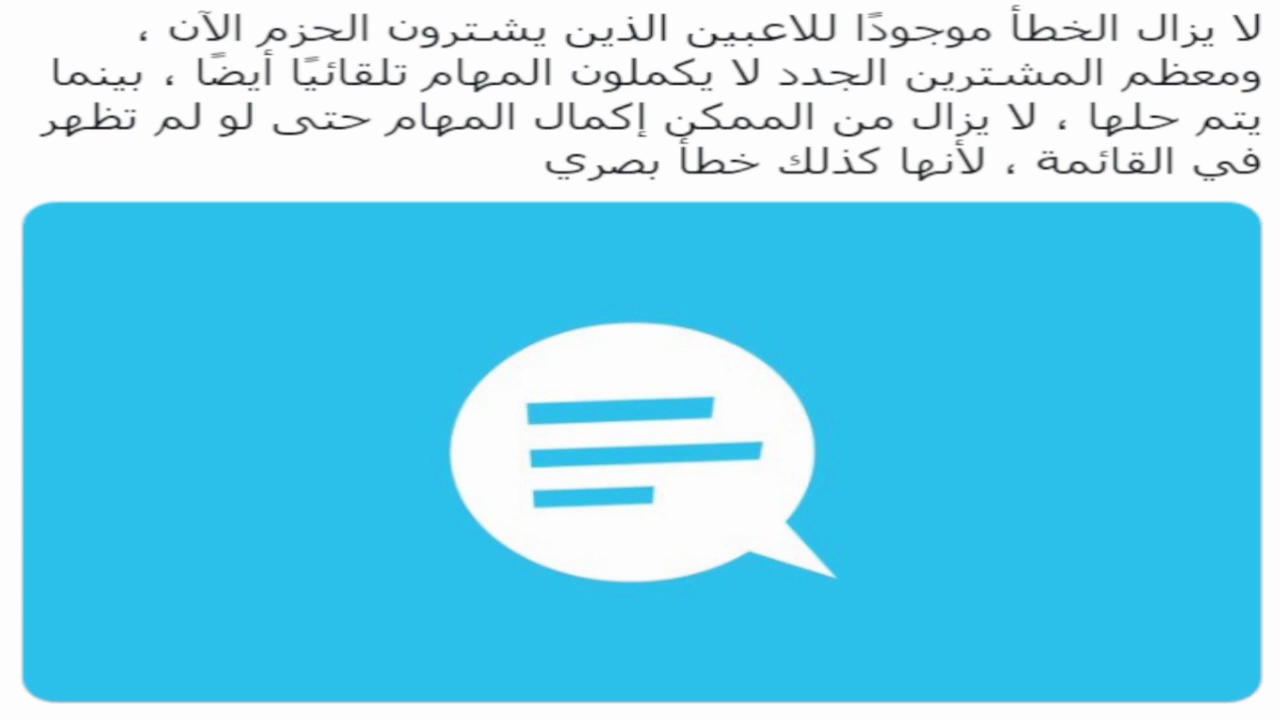 لا يزال الخطأ موجودًا للاعبين الذين يشترون الحزم الآن ،
ومعظم المشترين الجدد لا يكملون المهام تلقائيًا أيضًا ، بينما
يتم حلها ، لا يزال من الممكن إكمال المهام حتى لو لم تظهر
في القائمة ، لأنها كذلك خطأ بصري